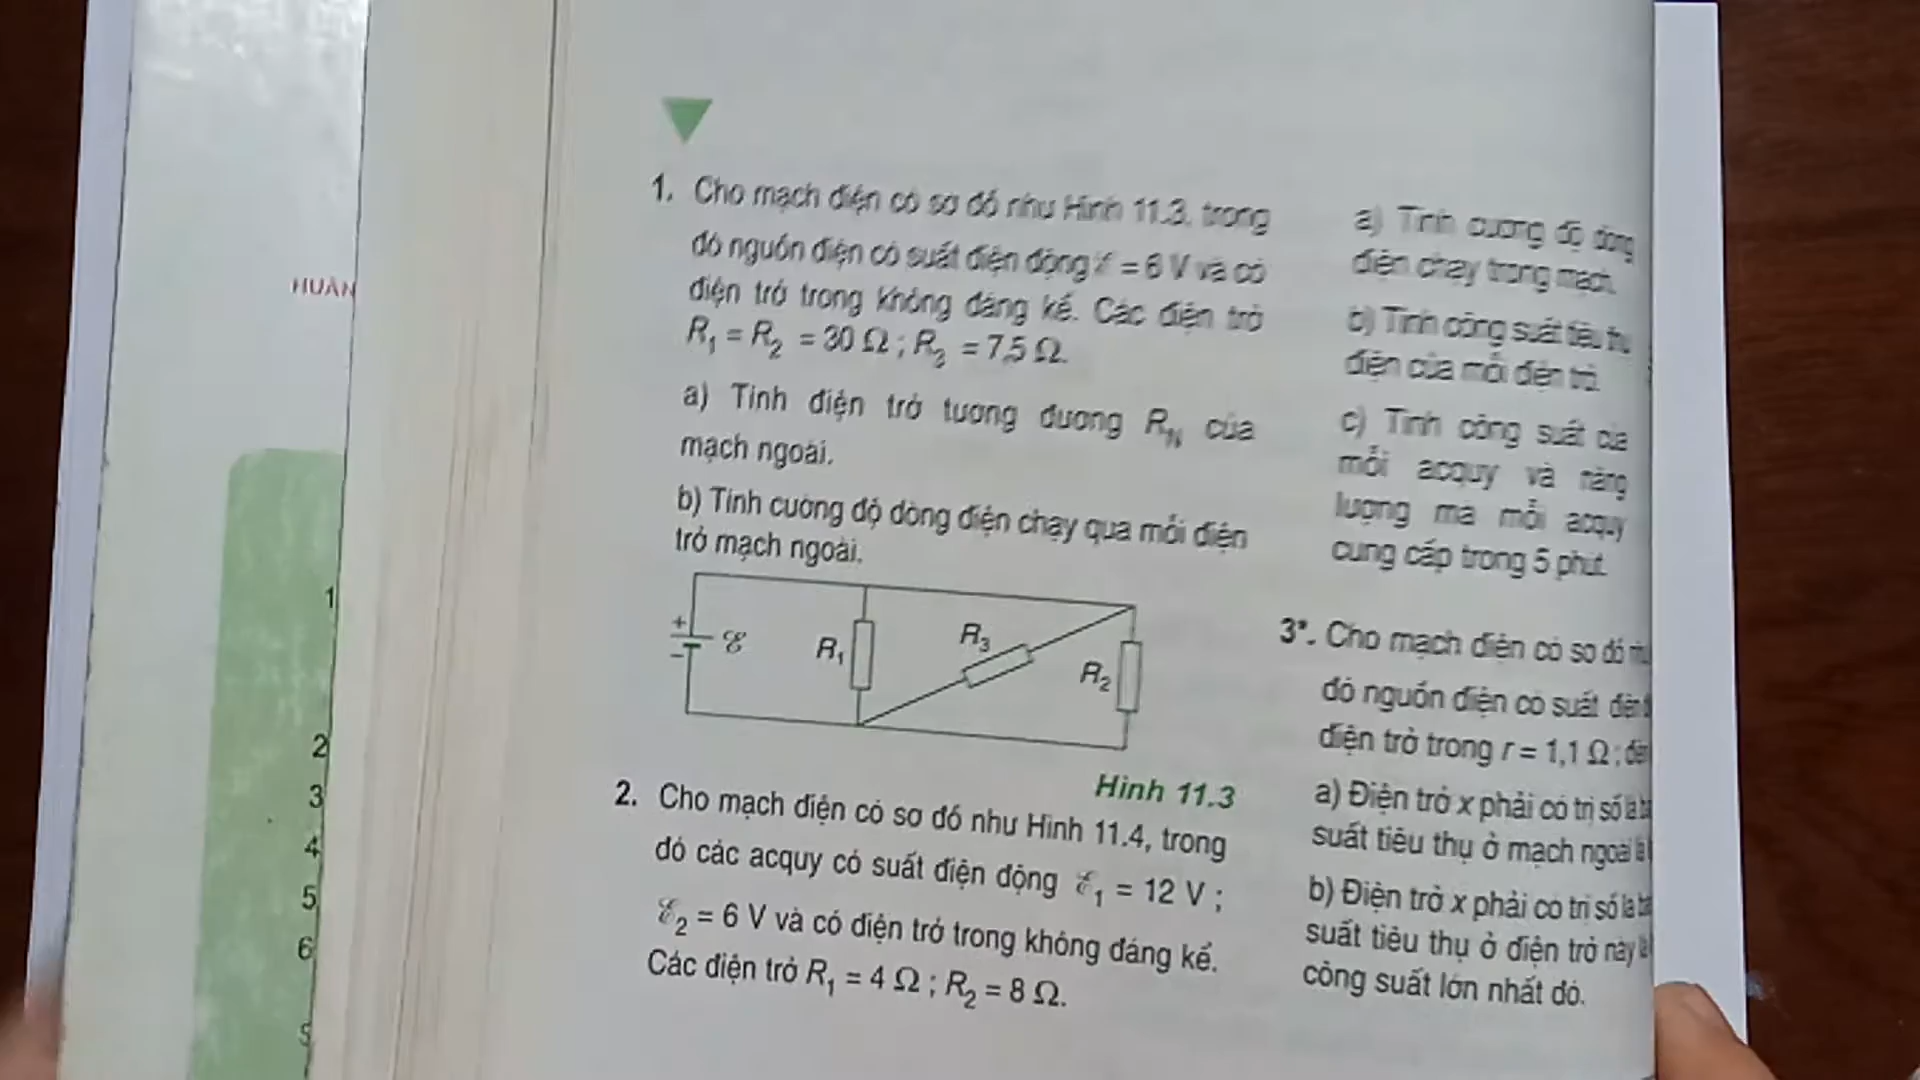 HUÂN
1
2
3
4
5
6
1. Cho mạch điện có sơ đồ như Hình 11.3, trong
đó nguồn điện có suất điện động ℰ = 6 V và có
điện trở trong không đáng kể. Các điện trở
R₁ = R₂ = 30 Ω ; R₃ = 7,5 Ω.
a) Tính điện trở tương đương R_N của
mạch ngoài.
b) Tính cường độ dòng điện chạy qua mỗi điện
trở mạch ngoài.
+
−
ℰ
R₁
R₃
R₂
Hình 11.3
2. Cho mạch điện có sơ đồ như Hình 11.4, trong
đó các acquy có suất điện động ℰ₁ = 12 V ;
ℰ₂ = 6 V và có điện trở trong không đáng kể.
Các điện trở R₁ = 4 Ω ; R₂ = 8 Ω.
a) Tính cường độ dòng
điện chạy trong mạch.
b) Tính công suất tiêu thụ
điện của mỗi điện trở.
c) Tính công suất của
mỗi acquy và năng
lượng mà mỗi acquy
cung cấp trong 5 phút.
3*. Cho mạch điện có sơ đồ
đó nguồn điện có suất
điện trở trong r = 1,1 Ω ;
a) Điện trở x phải có trị số là
suất tiêu thụ ở mạch ngoài
b) Điện trở x phải có trị số là
suất tiêu thụ ở điện trở này
công suất lớn nhất đó.